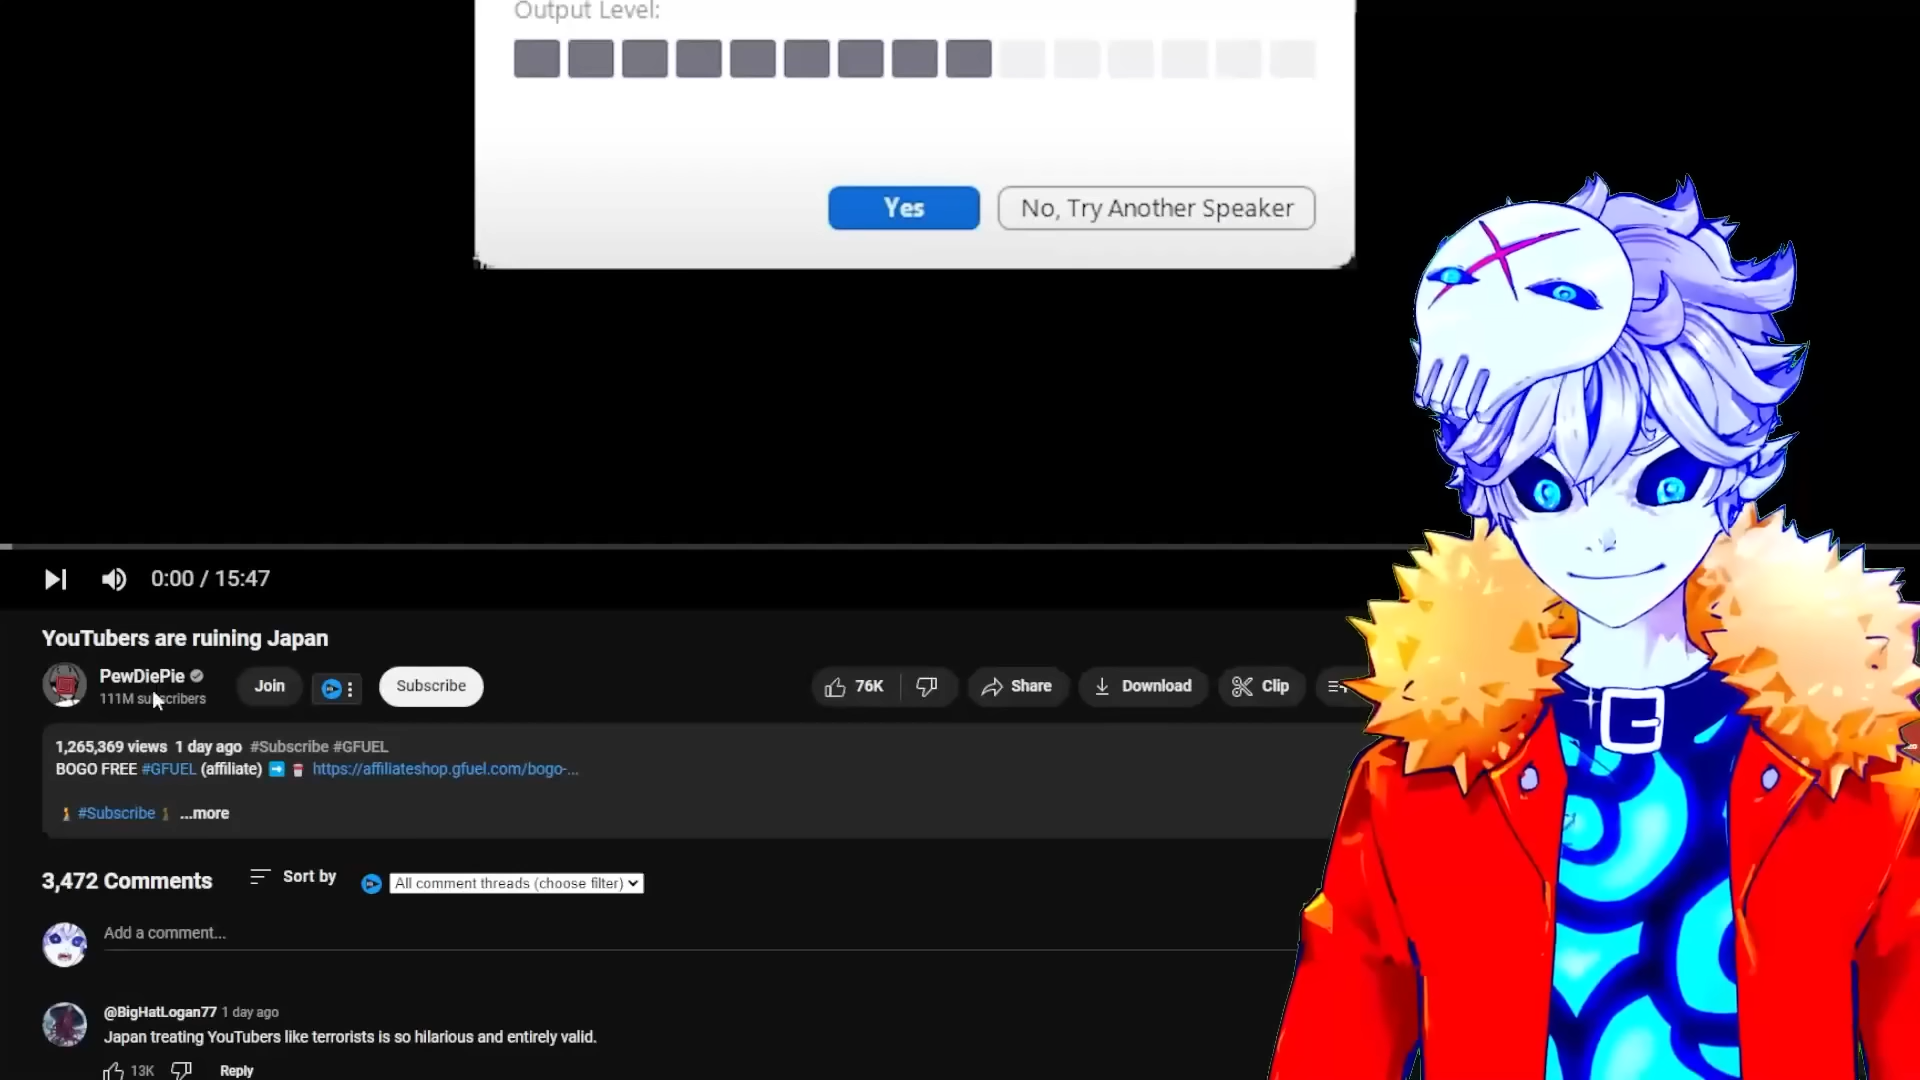 Output Level:
Yes
No, Try Another Speaker
0:00 / 15:47
YouTubers are ruining Japan
PewDiePie
111M subscribers
Join
Subscribe
76K
Share
Download
Clip
1,265,369 views 1 day ago #Subscribe #GFUEL
BOGO FREE #GFUEL (affiliate) ➡️ 🥤 https://affiliateshop.gfuel.com/bogo-...
#Subscribe ...more
3,472 Comments
Sort by
All comment threads (choose filter)
Add a comment...
@BigHatLogan77 1 day ago
Japan treating YouTubers like terrorists is so hilarious and entirely valid.
13K
Reply